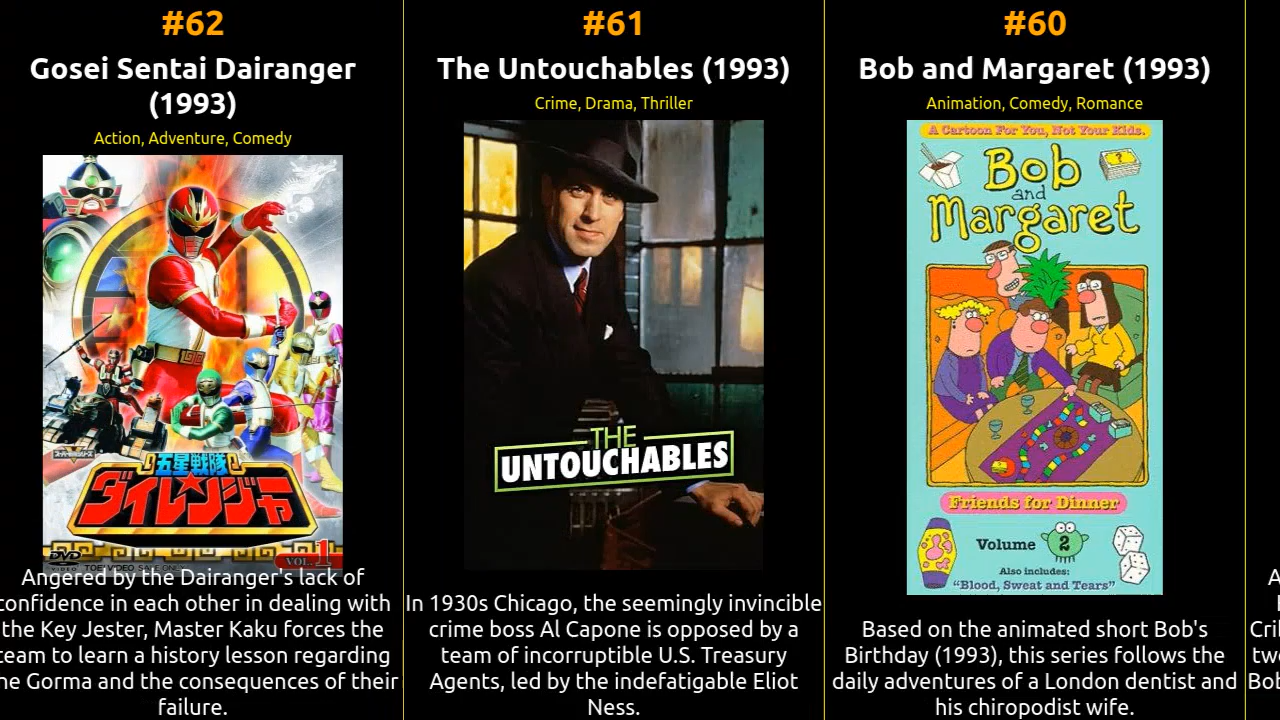 #62
Gosei Sentai Dairanger
(1993)
Action, Adventure, Comedy
五星戦隊
ダイレンジャー
DVD
VIDEO
TOEI VIDEO
VOL.1
Angered by the Dairanger's lack of
confidence in each other in dealing with
the Key Jester, Master Kaku forces the
team to learn a history lesson regarding
he Gorma and the consequences of their
failure.
#61
The Untouchables (1993)
Crime, Drama, Thriller
THE
UNTOUCHABLES
In 1930s Chicago, the seemingly invincible
crime boss Al Capone is opposed by a
team of incorruptible U.S. Treasury
Agents, led by the indefatigable Eliot
Ness.
#60
Bob and Margaret (1993)
Animation, Comedy, Romance
A Cartoon For You, Not Your Kids.
Bob
and
Margaret
Friends for Dinner
Volume 2
Also includes:
"Blood, Sweat and Tears"
Based on the animated short Bob's
Birthday (1993), this series follows the
daily adventures of a London dentist and
his chiropodist wife.